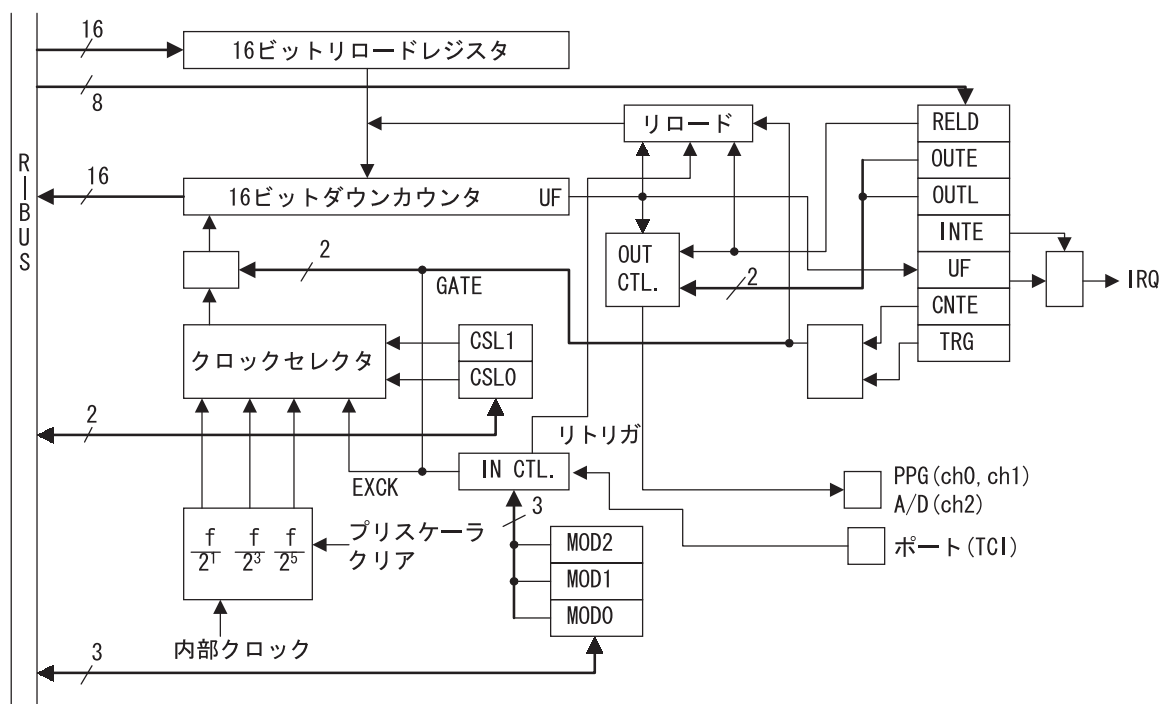 16
16ビットリロードレジスタ
8
R-BUS
リロード
RELD
OUTE
OUTL
INTE
UF
CNTE
TRG
16
16ビットダウンカウンタ UF
OUT
CTL.
2
2
GATE
IRQ
クロックセレクタ
CSL1
CSL0
2
リトリガ
IN CTL.
EXCK
3
PPG(ch0, ch1)
A/D(ch2)
ポート(TCI)
f/2¹ f/2³ f/2⁵
プリスケーラ
クリア
MOD2
MOD1
MOD0
内部クロック
3